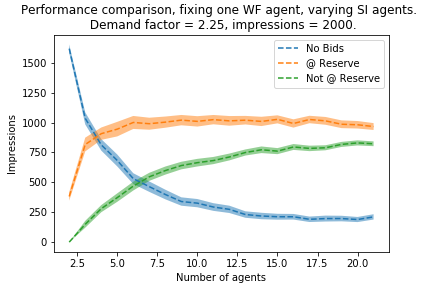 Performance comparison, fixing one WF agent, varying SI agents.
Demand factor = 2.25, impressions = 2000.
No Bids
@ Reserve
Not @ Reserve
Impressions
1500
1250
1000
750
500
250
0
2.5 5.0 7.5 10.0 12.5 15.0 17.5 20.0
Number of agents